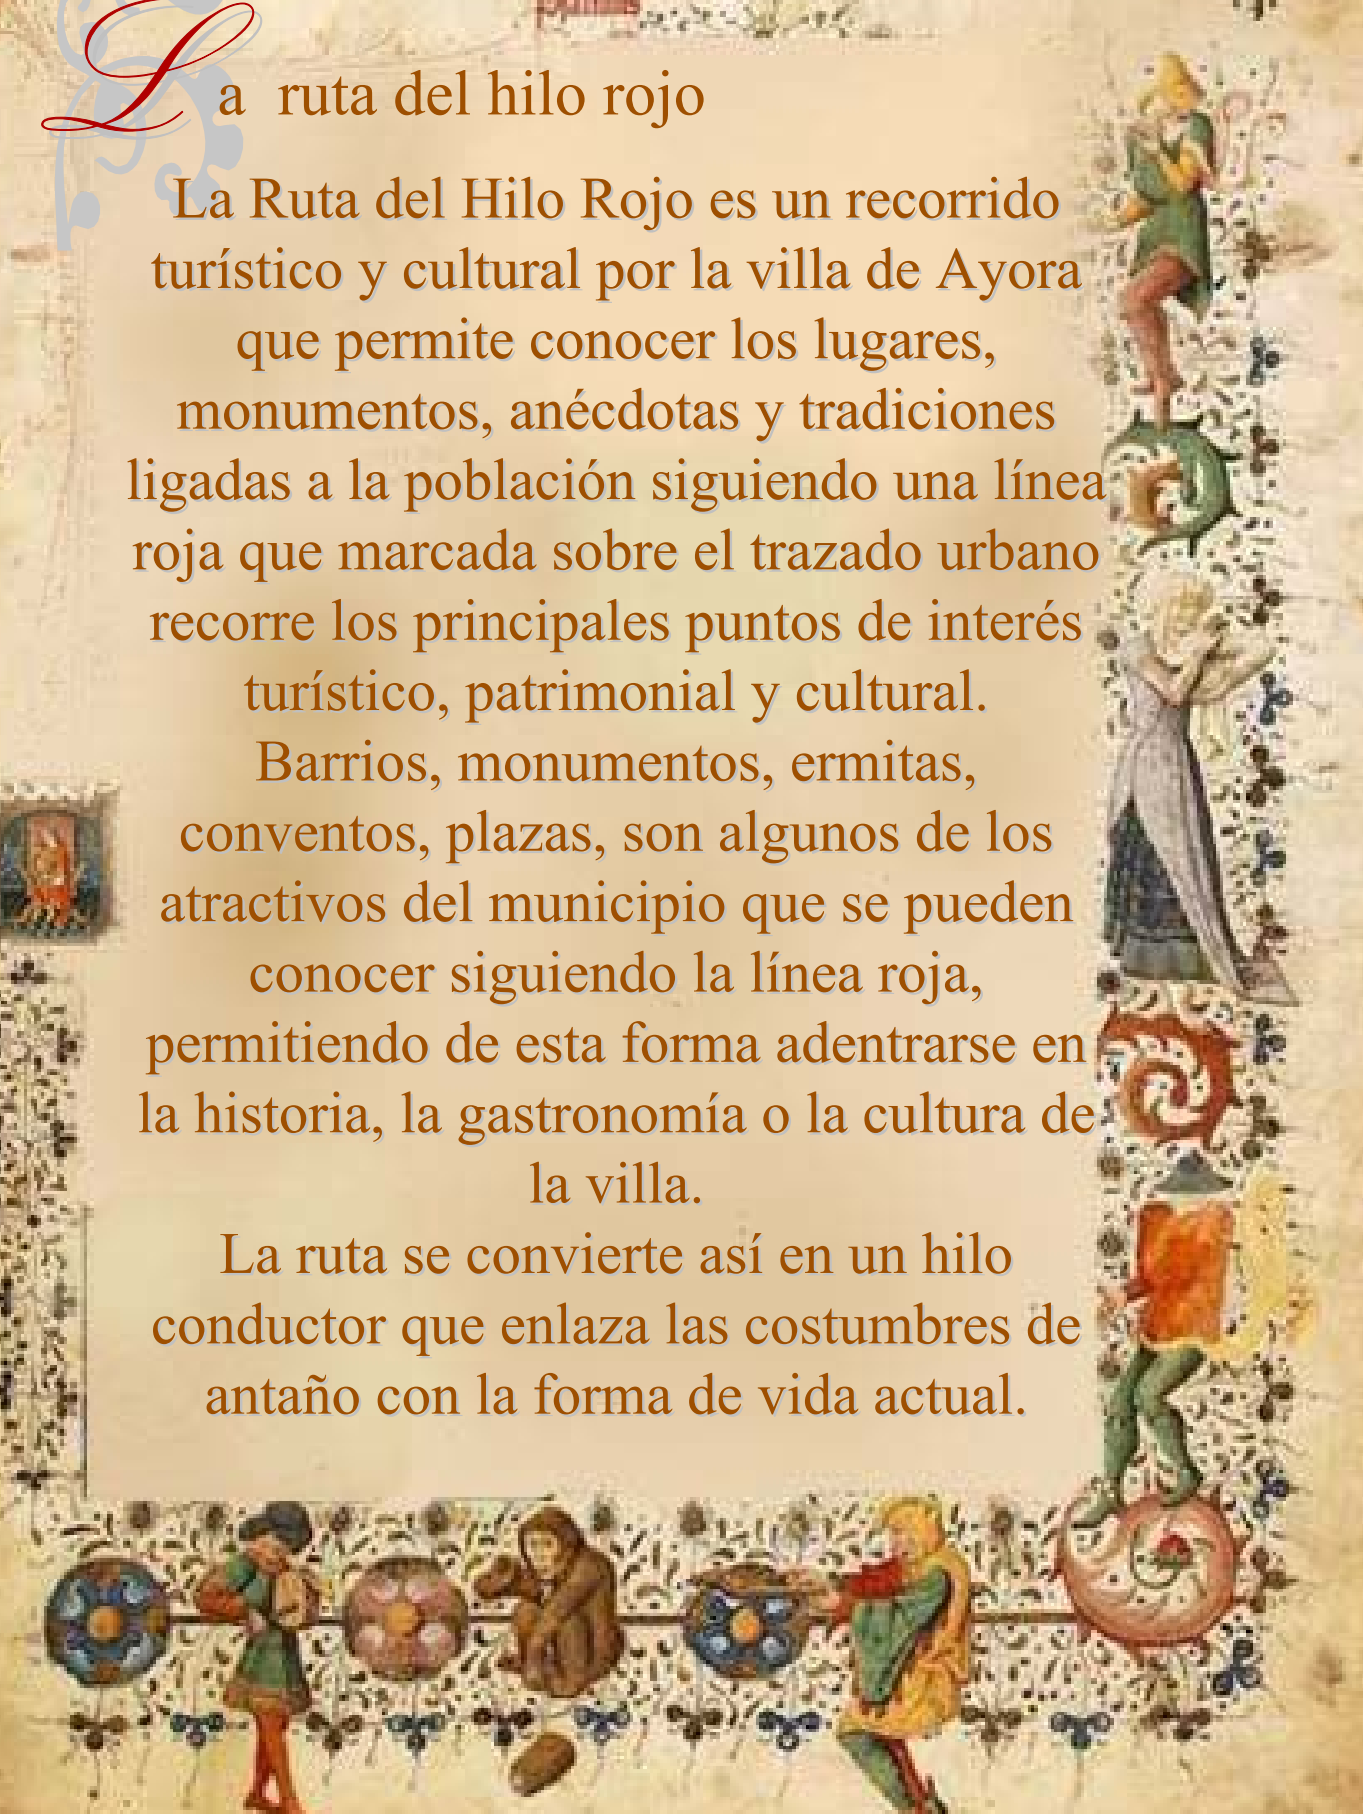 La ruta del hilo rojo
La Ruta del Hilo Rojo es un recorrido
turístico y cultural por la villa de Ayora
que permite conocer los lugares,
monumentos, anécdotas y tradiciones
ligadas a la población siguiendo una línea
roja que marcada sobre el trazado urbano
recorre los principales puntos de interés
turístico, patrimonial y cultural.
Barrios, monumentos, ermitas,
conventos, plazas, son algunos de los
atractivos del municipio que se pueden
conocer siguiendo la línea roja,
permitiendo de esta forma adentrarse en
la historia, la gastronomía o la cultura de
la villa.
La ruta se convierte así en un hilo
conductor que enlaza las costumbres de
antaño con la forma de vida actual.